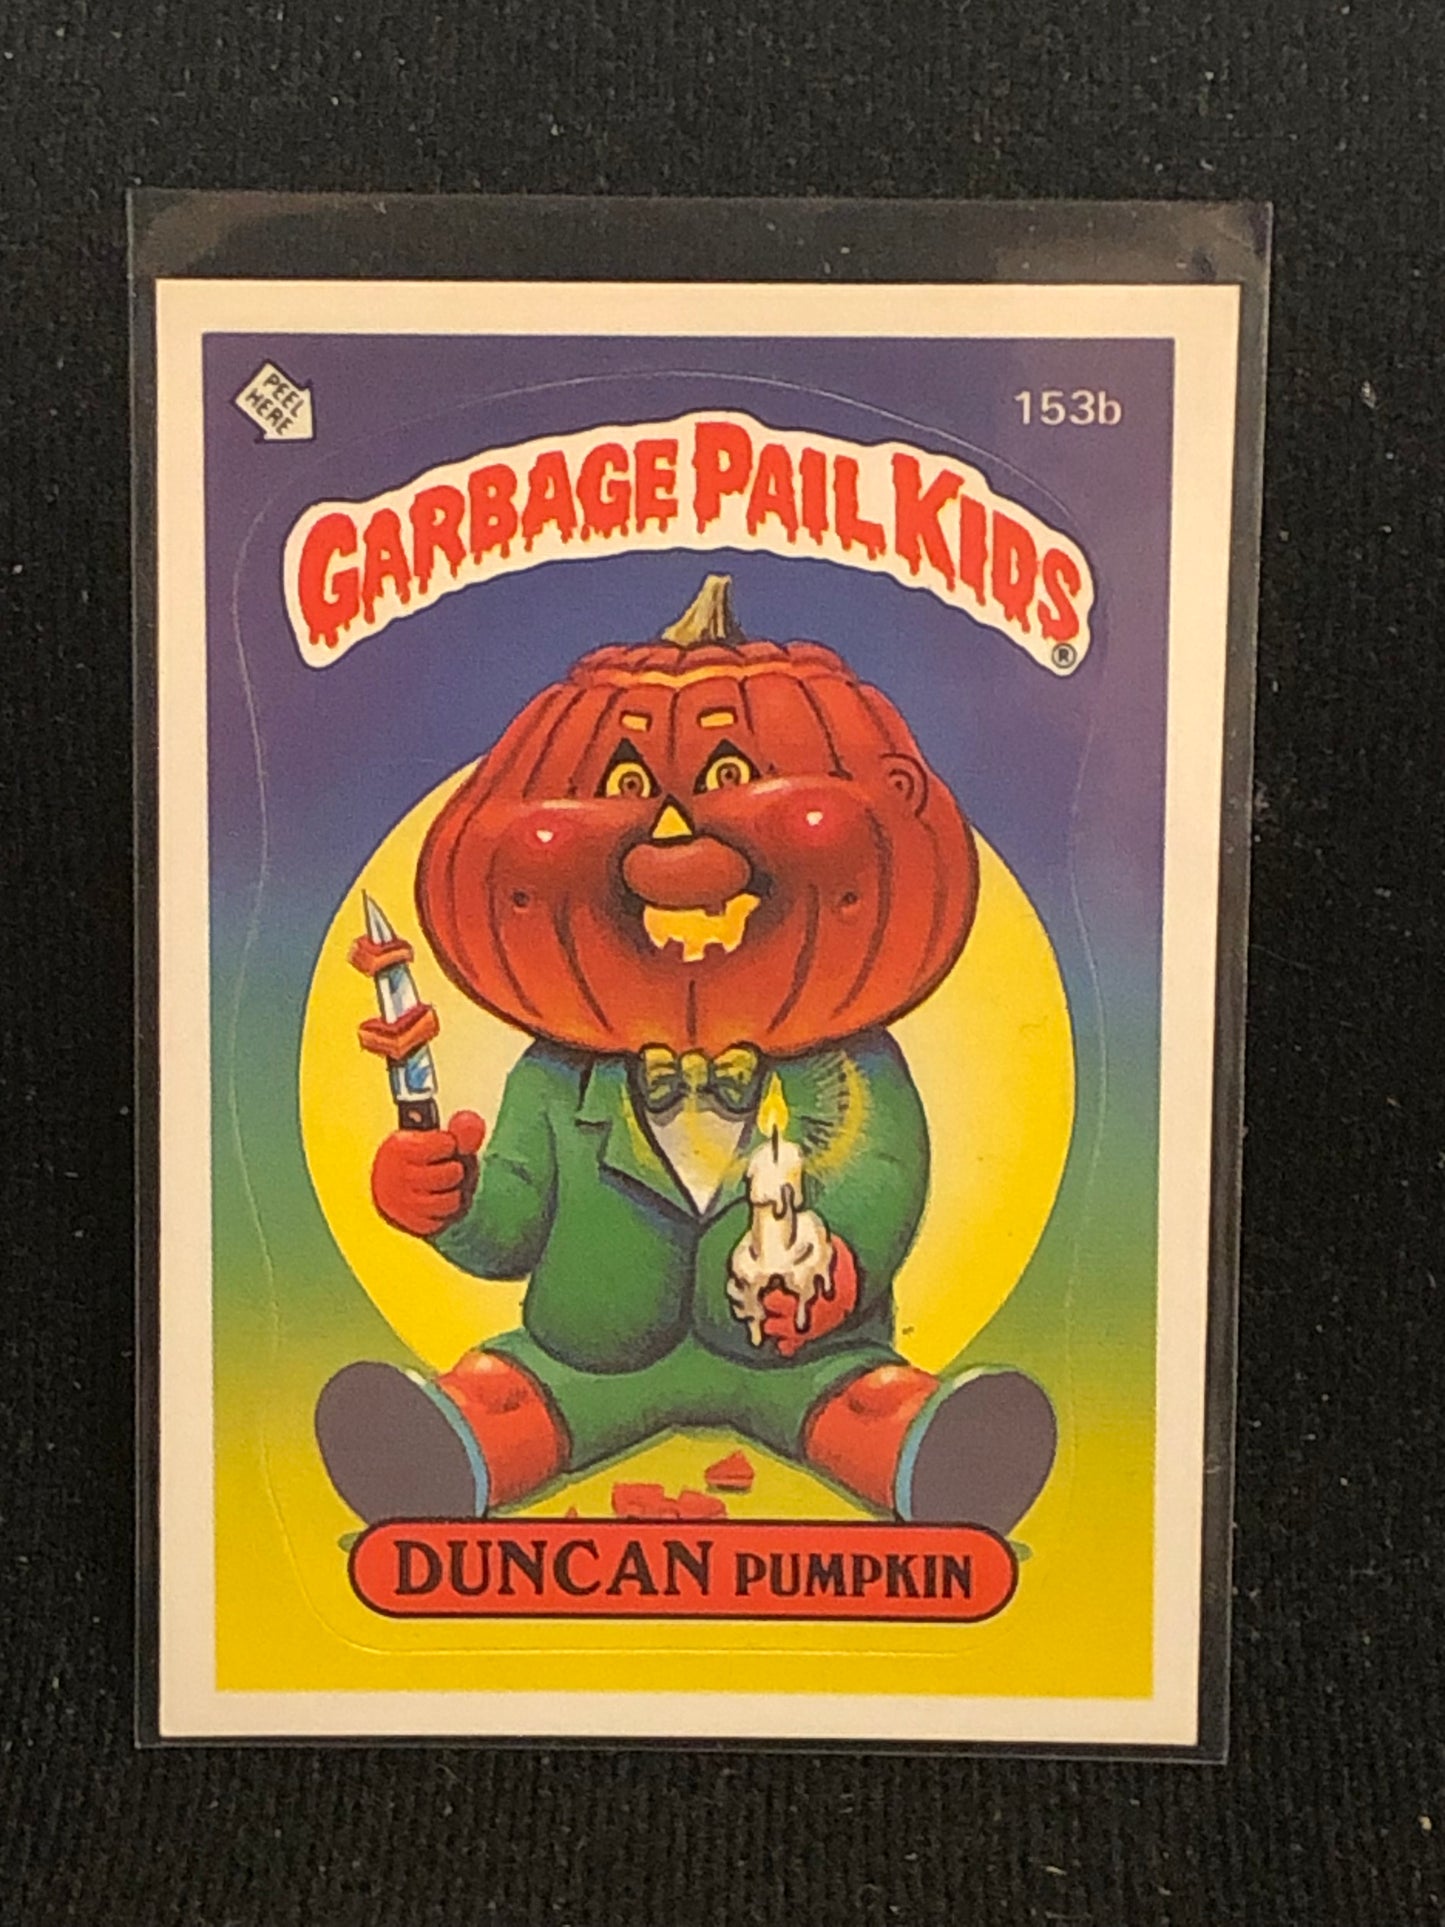 PEEL
HERE
153b
GARBAGE PAIL KIDS
®
DUNCAN PUMPKIN